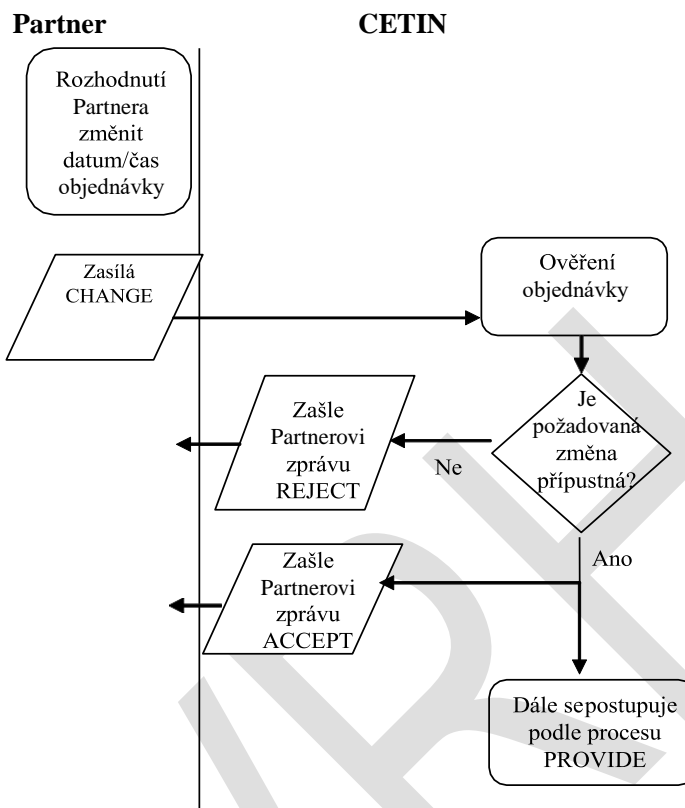 Partner
CETIN
Rozhodnutí
Partnera
změnit
datum/čas
objednávky
Zasílá
CHANGE
Ověření
objednávky
Je
požadovaná
změna
přípustná?
Ne
Zašle
Partnerovi
zprávu
REJECT
Ano
Zašle
Partnerovi
zprávu
ACCEPT
Dále sepostupuje
podle procesu
PROVIDE